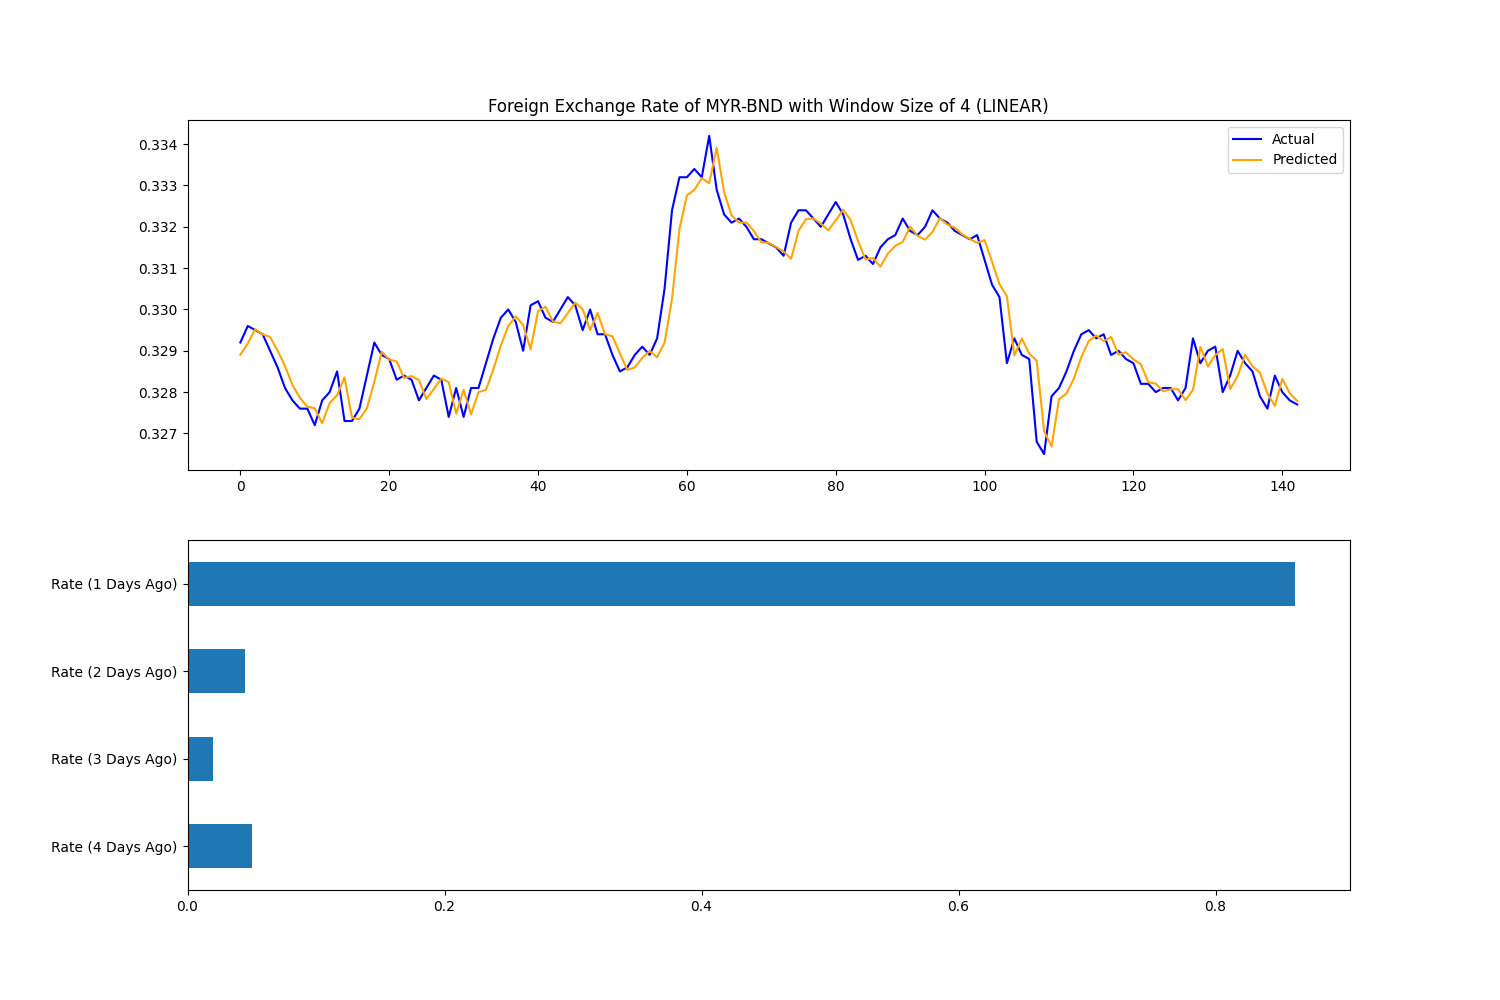 Foreign Exchange Rate of MYR-BND with Window Size of 4 (LINEAR)
Actual
Predicted
0.334
0.333
0.332
0.331
0.330
0.329
0.328
0.327
0 20 40 60 80 100 120 140
Rate (1 Days Ago)
Rate (2 Days Ago)
Rate (3 Days Ago)
Rate (4 Days Ago)
0.0 0.2 0.4 0.6 0.8